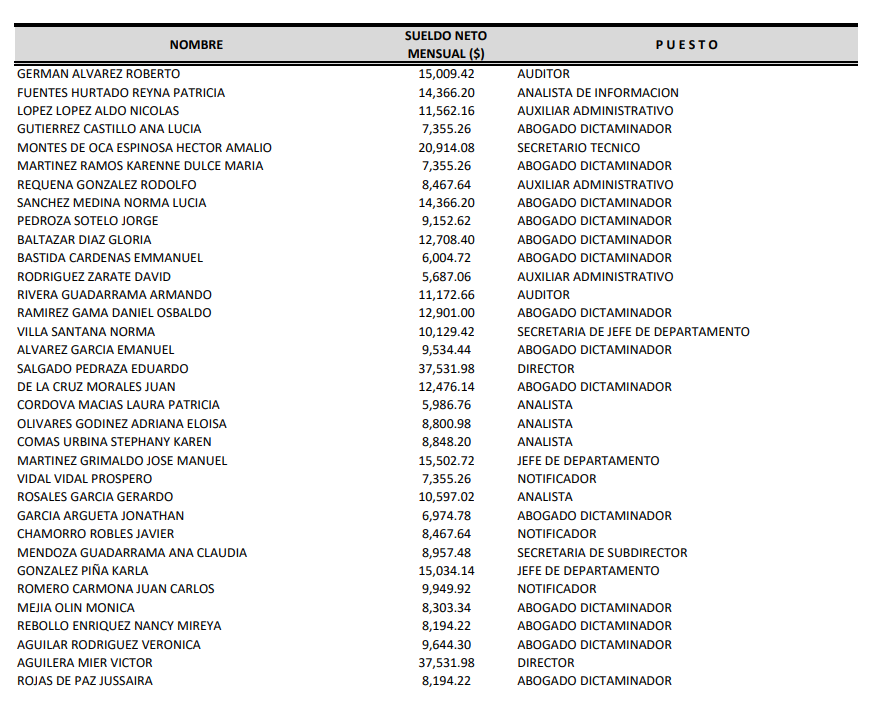 NOMBRE SUELDO NETO MENSUAL ($) P U E S T O
GERMAN ALVAREZ ROBERTO 15,009.42 AUDITOR
FUENTES HURTADO REYNA PATRICIA 14,366.20 ANALISTA DE INFORMACION
LOPEZ LOPEZ ALDO NICOLAS 11,562.16 AUXILIAR ADMINISTRATIVO
GUTIERREZ CASTILLO ANA LUCIA 7,355.26 ABOGADO DICTAMINADOR
MONTES DE OCA ESPINOSA HECTOR AMALIO 20,914.08 SECRETARIO TECNICO
MARTINEZ RAMOS KARENNE DULCE MARIA 7,355.26 ABOGADO DICTAMINADOR
REQUENA GONZALEZ RODOLFO 8,467.64 AUXILIAR ADMINISTRATIVO
SANCHEZ MEDINA NORMA LUCIA 14,366.20 ABOGADO DICTAMINADOR
PEDROZA SOTELO JORGE 9,152.62 ABOGADO DICTAMINADOR
BALTAZAR DIAZ GLORIA 12,708.40 ABOGADO DICTAMINADOR
BASTIDA CARDENAS EMMANUEL 6,004.72 ABOGADO DICTAMINADOR
RODRIGUEZ ZARATE DAVID 5,687.06 AUXILIAR ADMINISTRATIVO
RIVERA GUADARRAMA ARMANDO 11,172.66 AUDITOR
RAMIREZ GAMA DANIEL OSBALDO 12,901.00 ABOGADO DICTAMINADOR
VILLA SANTANA NORMA 10,129.42 SECRETARIA DE JEFE DE DEPARTAMENTO
ALVAREZ GARCIA EMANUEL 9,534.44 ABOGADO DICTAMINADOR
SALGADO PEDRAZA EDUARDO 37,531.98 DIRECTOR
DE LA CRUZ MORALES JUAN 12,476.14 ABOGADO DICTAMINADOR
CORDOVA MACIAS LAURA PATRICIA 5,986.76 ANALISTA
OLIVARES GODINEZ ADRIANA ELOISA 8,800.98 ANALISTA
COMAS URBINA STEPHANY KAREN 8,848.20 ANALISTA
MARTINEZ GRIMALDO JOSE MANUEL 15,502.72 JEFE DE DEPARTAMENTO
VIDAL VIDAL PROSPERO 7,355.26 NOTIFICADOR
ROSALES GARCIA GERARDO 10,597.02 ANALISTA
GARCIA ARGUETA JONATHAN 6,974.78 ABOGADO DICTAMINADOR
CHAMORRO ROBLES JAVIER 8,467.64 NOTIFICADOR
MENDOZA GUADARRAMA ANA CLAUDIA 8,957.48 SECRETARIA DE SUBDIRECTOR
GONZALEZ PIÑA KARLA 15,034.14 JEFE DE DEPARTAMENTO
ROMERO CARMONA JUAN CARLOS 9,949.92 NOTIFICADOR
MEJIA OLIN MONICA 8,303.34 ABOGADO DICTAMINADOR
REBOLLO ENRIQUEZ NANCY MIREYA 8,194.22 ABOGADO DICTAMINADOR
AGUILAR RODRIGUEZ VERONICA 9,644.30 ABOGADO DICTAMINADOR
AGUILERA MIER VICTOR 37,531.98 DIRECTOR
ROJAS DE PAZ JUSSAIRA 8,194.22 ABOGADO DICTAMINADOR